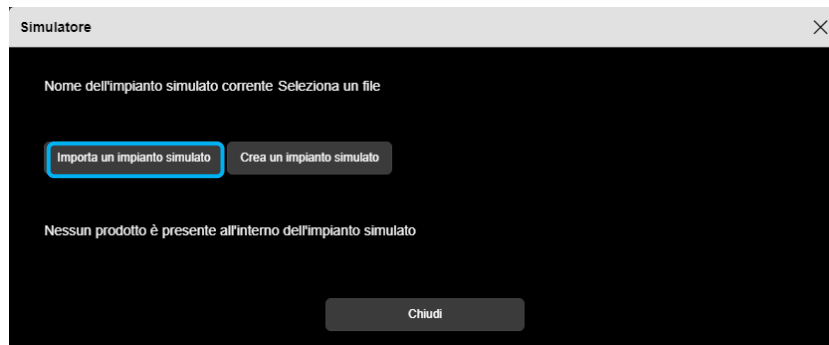 Simulatore
Nome dell'impianto simulato corrente Seleziona un file
Importa un impianto simulato Crea un impianto simulato
Nessun prodotto è presente all'interno dell'impianto simulato
Chiudi